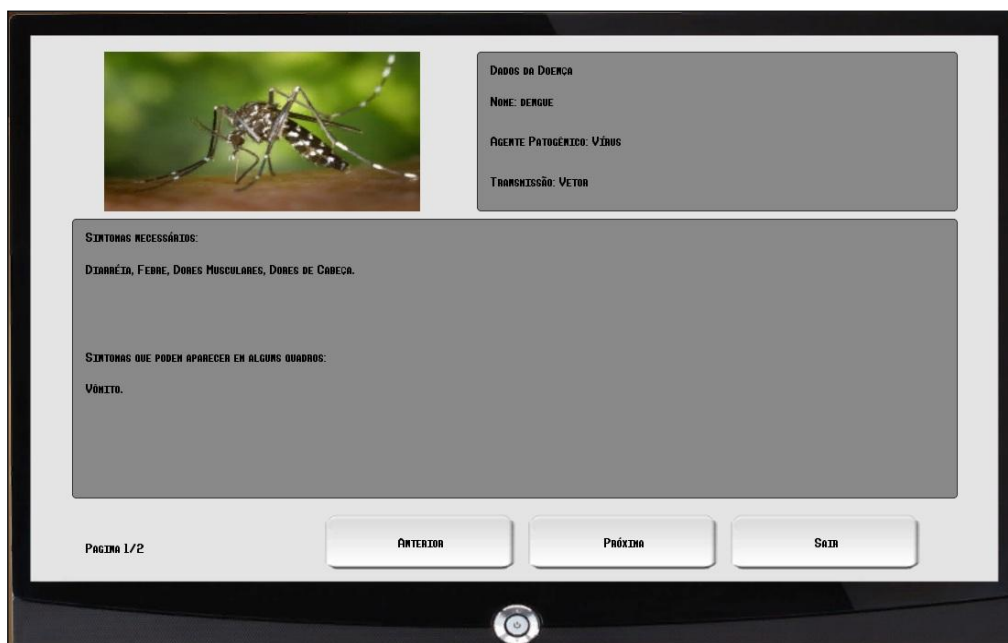 Dados da Doença
Nome: dengue
Agente Patogênico: Vírus
Transmissão: Vetor
Sintomas necessários:
Diarréia, Febre, Dores Musculares, Dores de Cabeça.
Sintomas que podem aparecer em alguns quadros:
Vômito.
Pagina 1/2
Anterior
Próxima
Sair